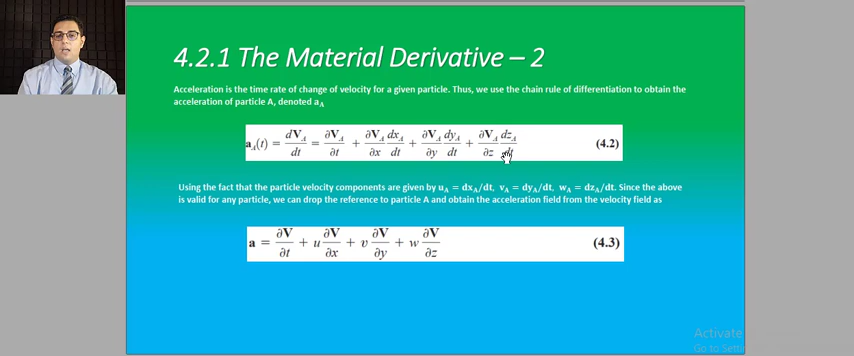 4.2.1 The Material Derivative – 2
Acceleration is the time rate of change of velocity for a given particle. Thus, we use the chain rule of differentiation to obtain the
acceleration of particle A, denoted a_A
a_A(t) = dV_A/dt = ∂V_A/∂t + ∂V_A/∂x dx_A/dt + ∂V_A/∂y dy_A/dt + ∂V_A/∂z dz_A/dt (4.2)
Using the fact that the particle velocity components are given by u_A = dx_A/dt, v_A = dy_A/dt, w_A = dz_A/dt. Since the above
is valid for any particle, we can drop the reference to particle A and obtain the acceleration field from the velocity field as
a = ∂V/∂t + u ∂V/∂x + v ∂V/∂y + w ∂V/∂z (4.3)
Activate
Go to